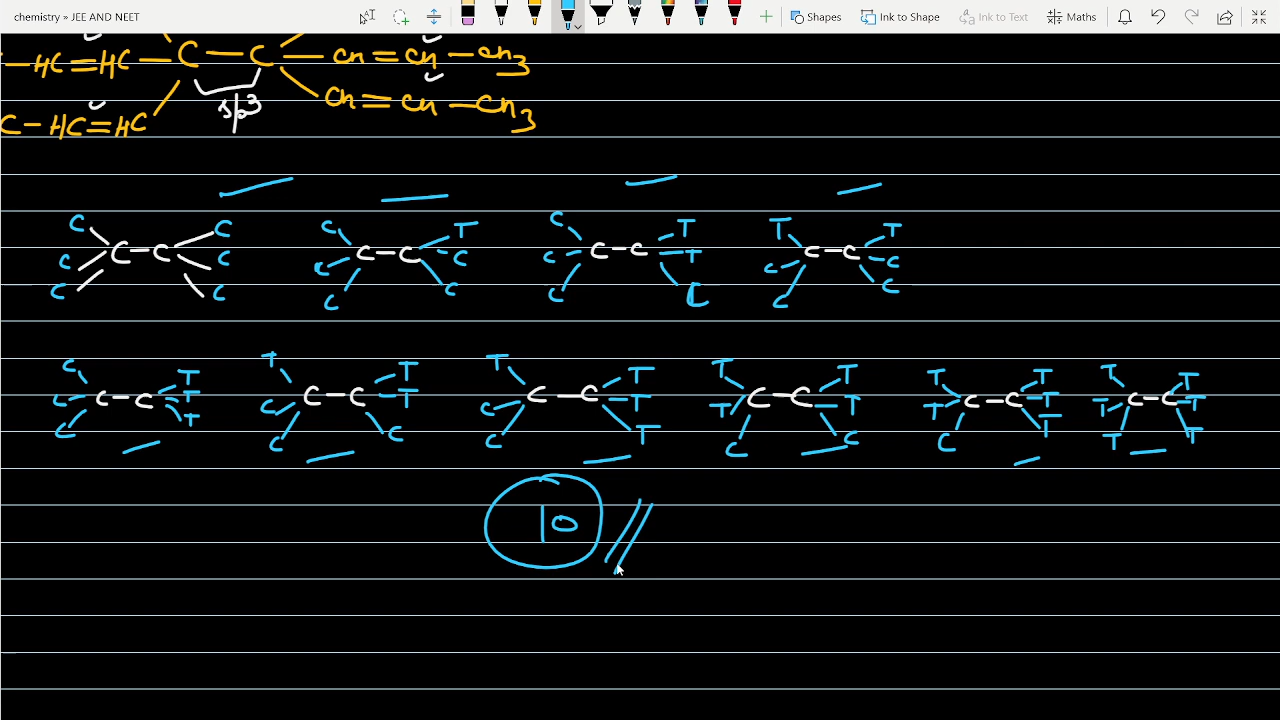 chemistry » JEE AND NEET
Shapes Ink to Shape Ink to Text Maths
HC = HC — C — C — CH = CH — CH3
C — HC = HC CH = CH — CH3
sp3
C C C T C T T T
C C — C C C C — C C C C — C T C C — C C
C C C C C C C C
C T T T T T T T T T T T
C C — C T C C — C T C C — C T T C — C T T C — C T T C — C T
C T C C C T C C C T T T
10